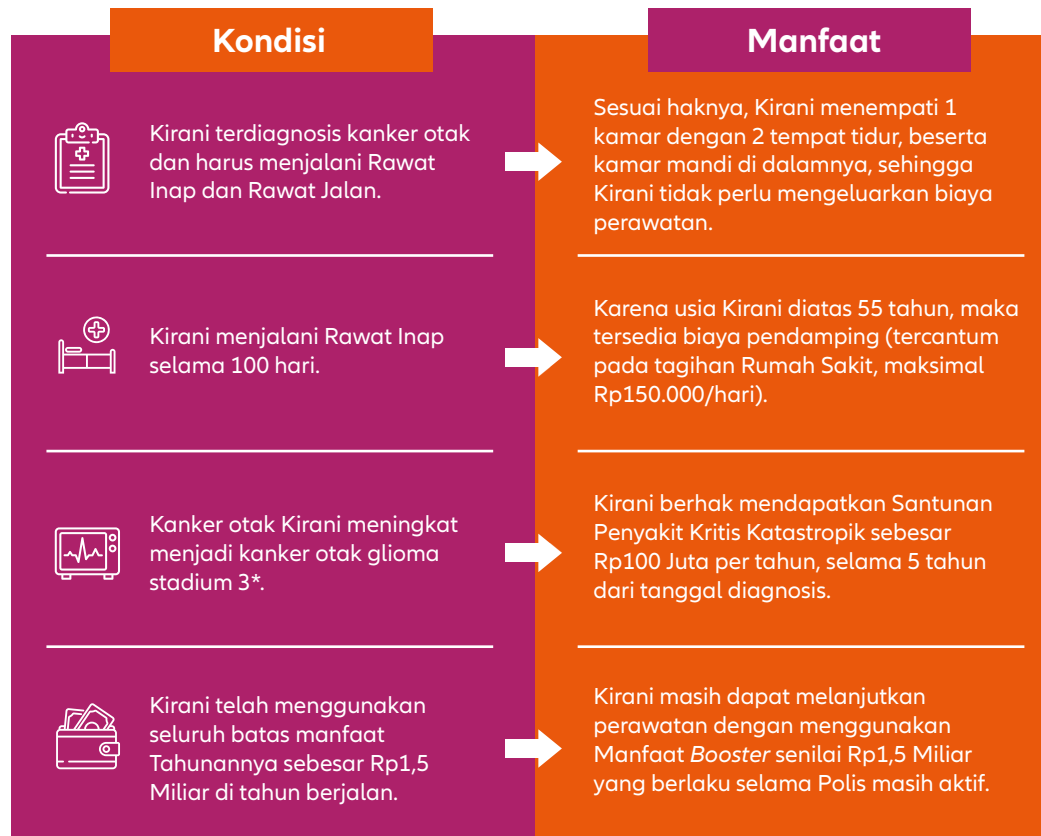 Kondisi
Manfaat
Kirani terdiagnosis kanker otak
dan harus menjalani Rawat
Inap dan Rawat Jalan.
Sesuai haknya, Kirani menempati 1
kamar dengan 2 tempat tidur, beserta
kamar mandi di dalamnya, sehingga
Kirani tidak perlu mengeluarkan biaya
perawatan.
Kirani menjalani Rawat Inap
selama 100 hari.
Karena usia Kirani diatas 55 tahun, maka
tersedia biaya pendamping (tercantum
pada tagihan Rumah Sakit, maksimal
Rp150.000/hari).
Kanker otak Kirani meningkat
menjadi kanker otak glioma
stadium 3*.
Kirani berhak mendapatkan Santunan
Penyakit Kritis Katastropik sebesar
Rp100 Juta per tahun, selama 5 tahun
dari tanggal diagnosis.
Kirani telah menggunakan
seluruh batas manfaat
Tahunannya sebesar Rp1,5
Miliar di tahun berjalan.
Kirani masih dapat melanjutkan
perawatan dengan menggunakan
Manfaat Booster senilai Rp1,5 Miliar
yang berlaku selama Polis masih aktif.